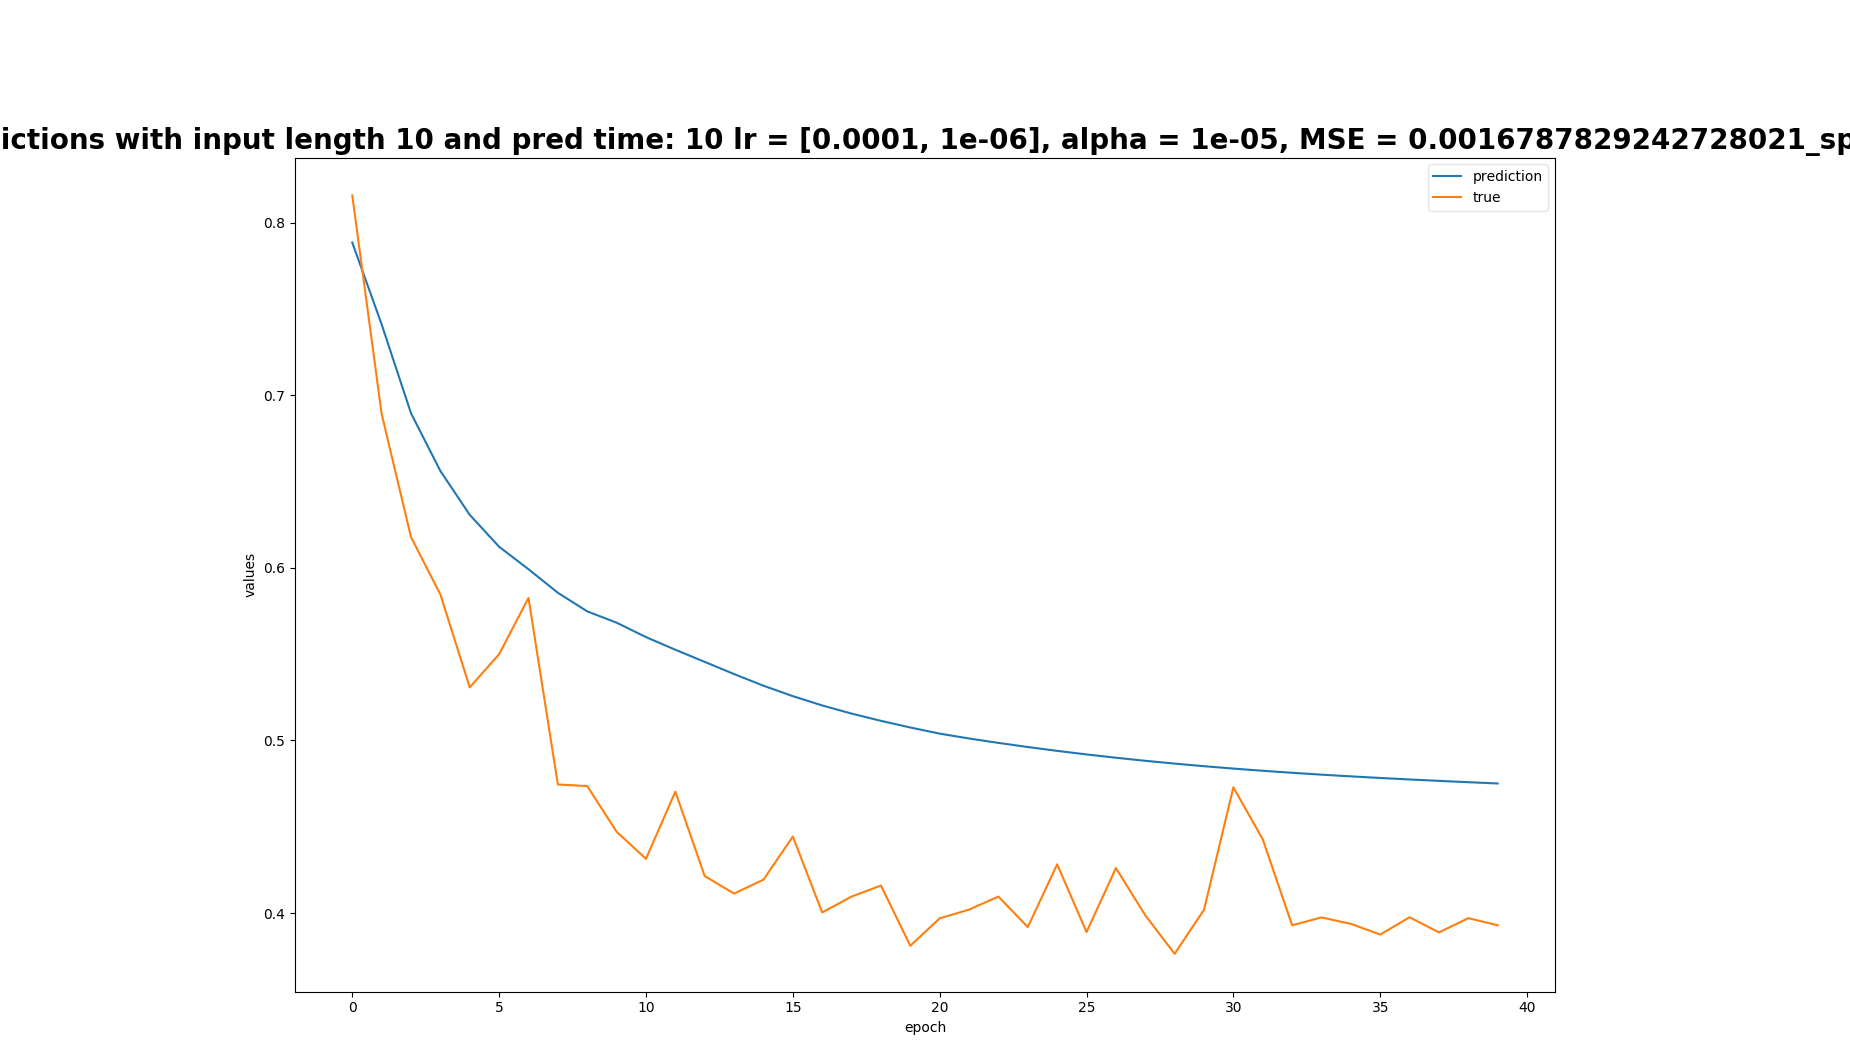 ictions with input length 10 and pred time: 10 lr = [0.0001, 1e-06], alpha = 1e-05, MSE = 0.0016787829242728021_sp
prediction
true
values
0.8
0.7
0.6
0.5
0.4
0
5
10
15
20
25
30
35
40
epoch